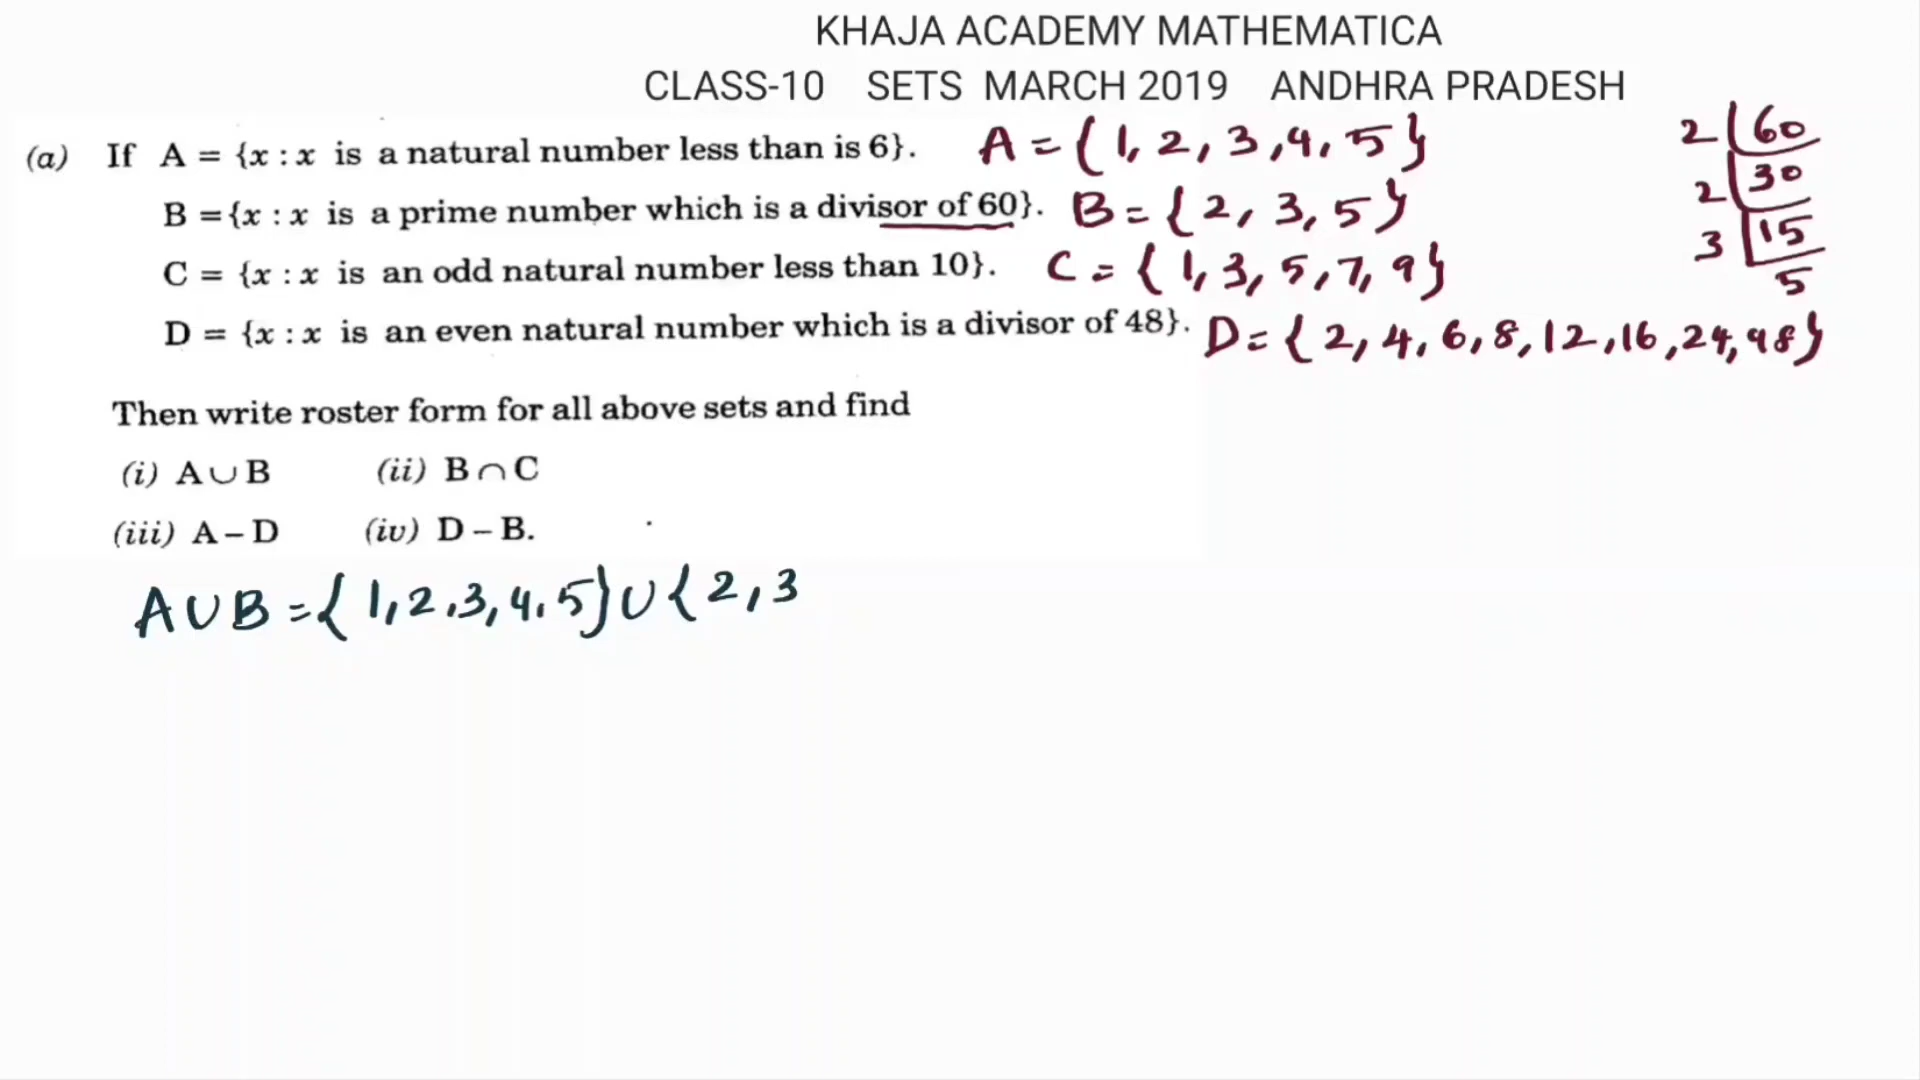 KHAJA ACADEMY MATHEMATICA
CLASS-10 SETS MARCH 2019 ANDHRA PRADESH
(a) If A = {x : x is a natural number less than is 6}. A = {1, 2, 3, 4, 5}
B = {x : x is a prime number which is a divisor of 60}. B = {2, 3, 5}
C = {x : x is an odd natural number less than 10}. C = {1, 3, 5, 7, 9}
D = {x : x is an even natural number which is a divisor of 48}. D = {2, 4, 6, 8, 12, 16, 24, 48}
2 60
2 30
3 15
5
Then write roster form for all above sets and find
(i) A ∪ B (ii) B ∩ C
(iii) A – D (iv) D – B.
A ∪ B = {1, 2, 3, 4, 5} ∪ {2, 3